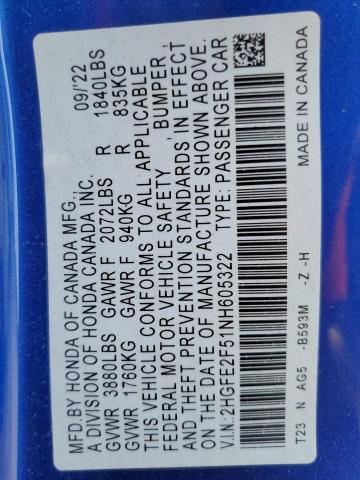 MFD.BY HONDA OF CANADA MFG.,
A DIVISION OF HONDA CANADA INC. 09/'22
GVWR 3880LBS GAWR F 2072LBS R 1840LBS
GVWR 1760KG GAWR F 940KG R 835KG
THIS VEHICLE CONFORMS TO ALL APPLICABLE
FEDERAL MOTOR VEHICLE SAFETY , BUMPER ,
AND THEFT PREVENTION STANDARDS IN EFFECT
ON THE DATE OF MANUFACTURE SHOWN ABOVE.
V.I.N.:2HGFE2F51NH605322 TYPE: PASSENGER CAR
T23 N AG5 -B593M -Z -H MADE IN CANADA